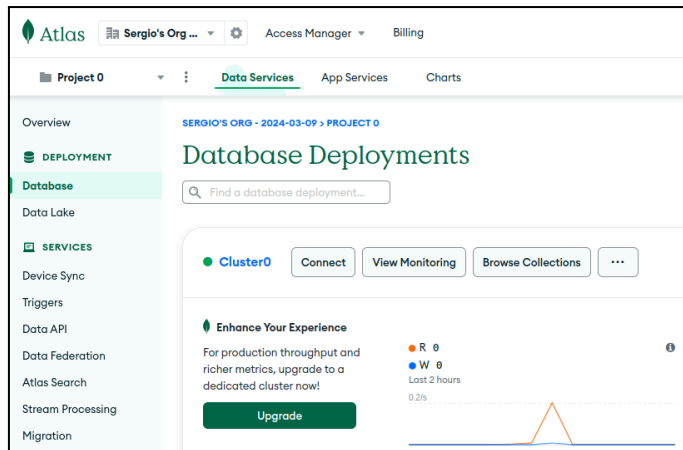 Atlas
Sergio's Org ...
Access Manager
Billing
Project 0
Data Services
App Services
Charts
Overview
DEPLOYMENT
Database
Data Lake
SERVICES
Device Sync
Triggers
Data API
Data Federation
Atlas Search
Stream Processing
Migration
SERGIO'S ORG - 2024-03-09 > PROJECT 0
Database Deployments
Find a database deployment...
Cluster0
Connect
View Monitoring
Browse Collections
...
Enhance Your Experience
For production throughput and
richer metrics, upgrade to a
dedicated cluster now!
Upgrade
R 0
W 0
Last 2 hours
0.2/s